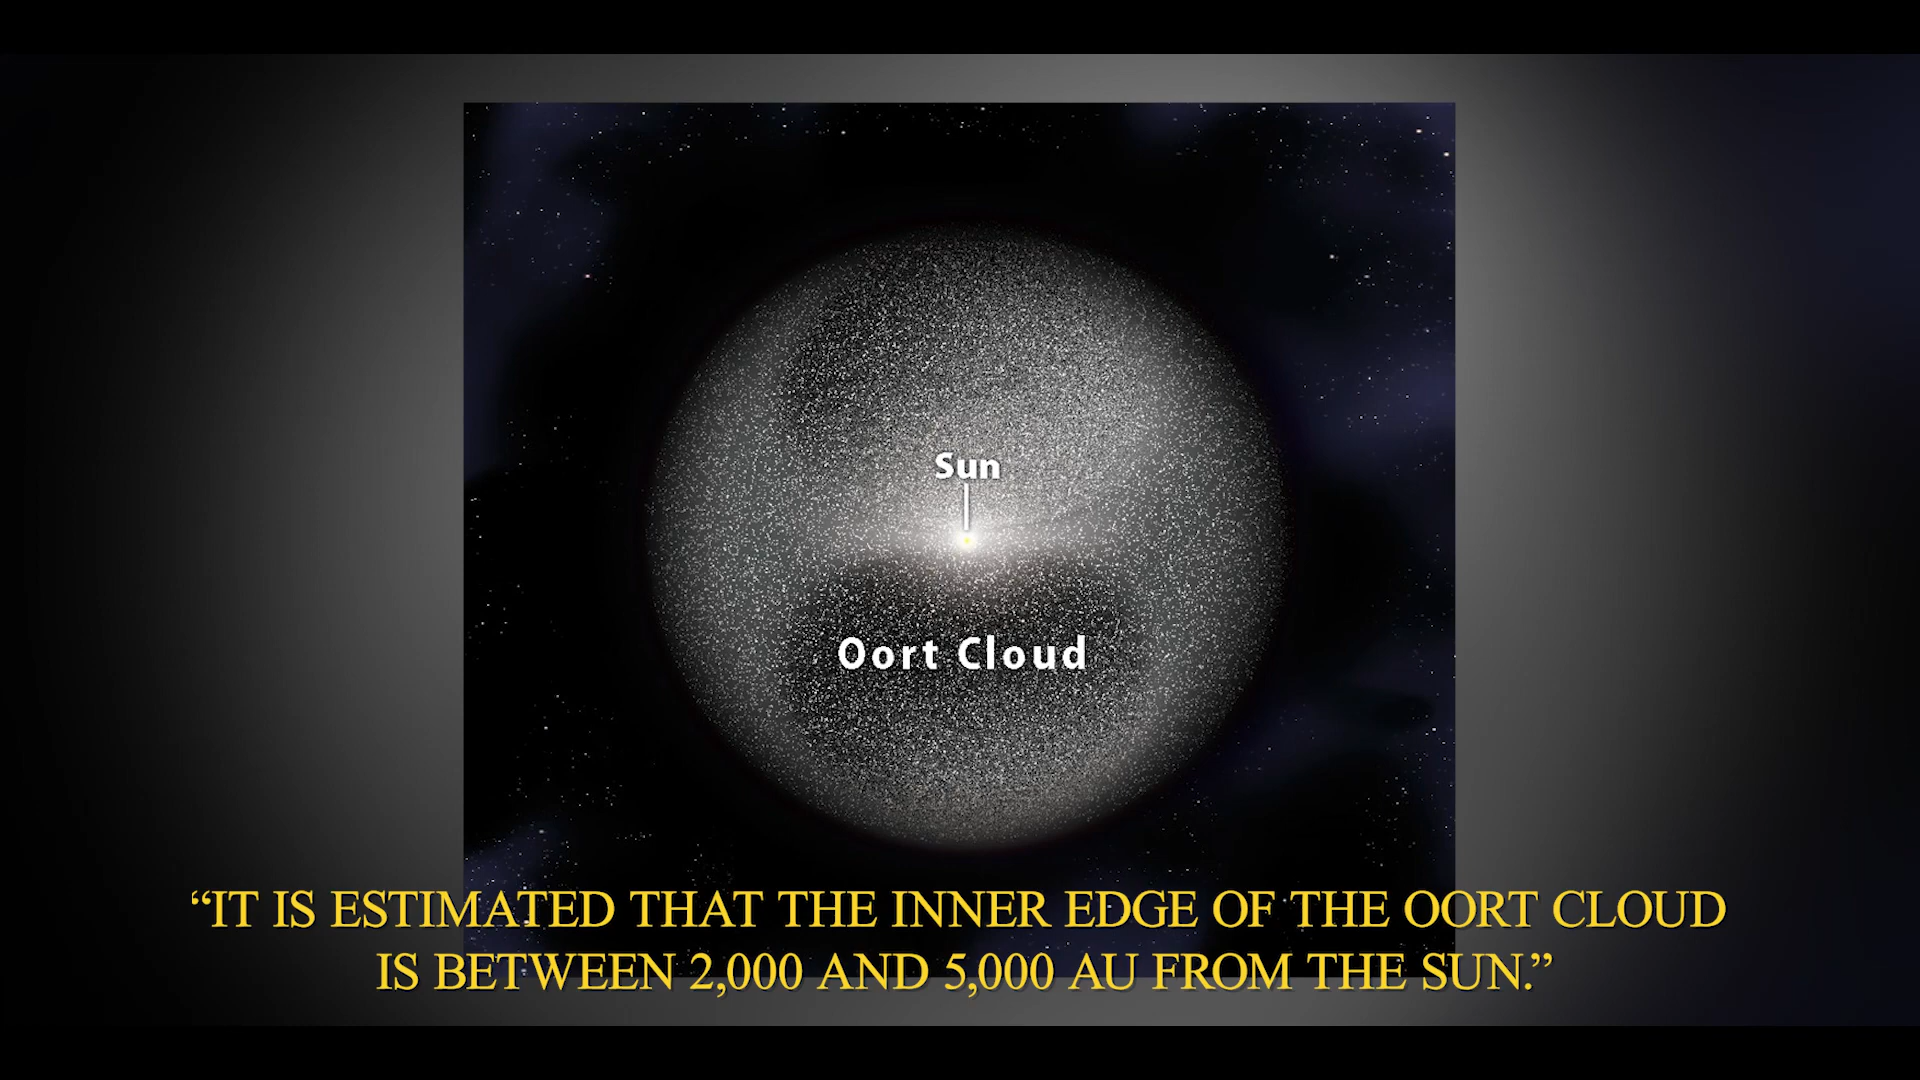 Sun
Oort Cloud
“IT IS ESTIMATED THAT THE INNER EDGE OF THE OORT CLOUD
IS BETWEEN 2,000 AND 5,000 AU FROM THE SUN.”